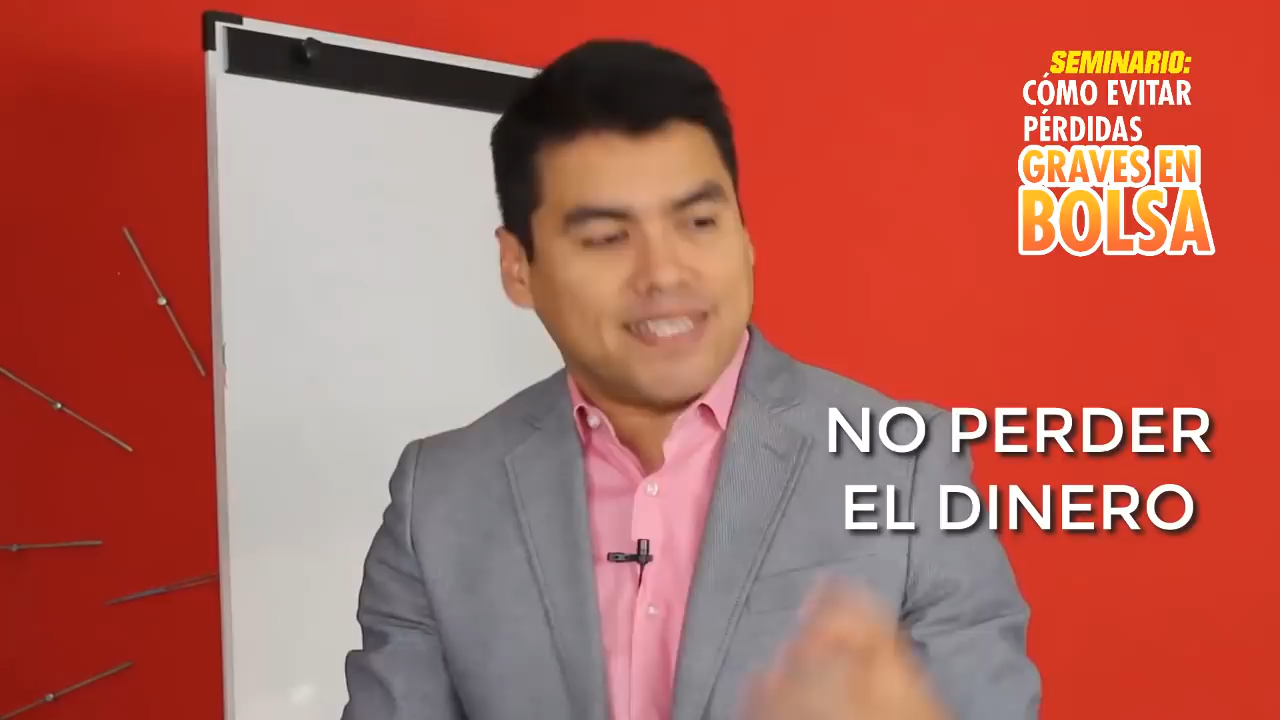 SEMINARIO:
CÓMO EVITAR
PÉRDIDAS
GRAVES EN
BOLSA
NO PERDER
EL DINERO